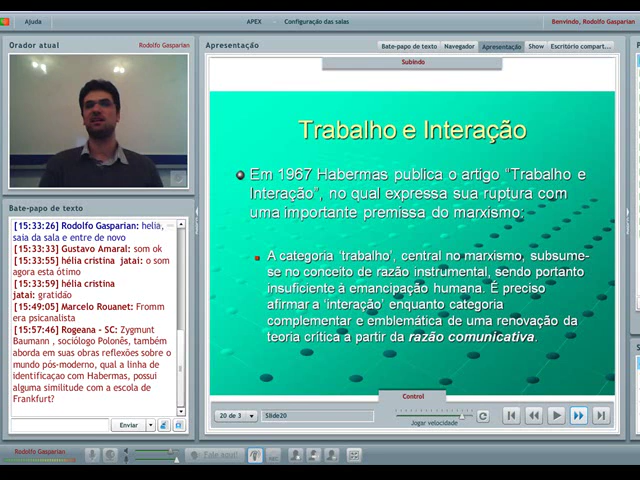 Ajuda
APEX - Configuração das salas
Benvindo, Rodolfo Gasparian
Orador atual
Rodolfo Gasparian
Apresentação
Bate-papo de texto
Navegador
Apresentação
Show
Escritório compart...
Subindo
Trabalho e Interação
Em 1967 Habermas publica o artigo "Trabalho e
Interação", no qual expressa sua ruptura com
uma importante premissa do marxismo:
A categoria 'trabalho', central no marxismo, subsume-
se no conceito de razão instrumental, sendo portanto
insuficiente à emancipação humana. É preciso
afirmar a 'interação' enquanto categoria
complementar e emblemática de uma renovação da
teoria crítica a partir da razão comunicativa.
Bate-papo de texto
[15:33:26] Rodolfo Gasparian: helia,
saia da sala e entre de novo
[15:33:33] Gustavo Amaral: som ok
[15:33:55] hélia cristina jatai: o som
agora esta ótimo
[15:33:59] hélia cristina
jatai: gratidão
[15:49:05] Marcelo Rouanet: Fromm
era psicanalista
[15:57:46] Rogeana - SC: Zygmunt
Baumann , sociólogo Polonês, também
aborda em suas obras reflexões sobre o
mundo pós-moderno, qual a linha de
identificaçao com Habermas, possui
alguma similitude com a escola de
Frankfurt?
Enviar
Control
20 de 3
Slide20
Jogar velocidade
Rodolfo Gasparian
Fale aqui!